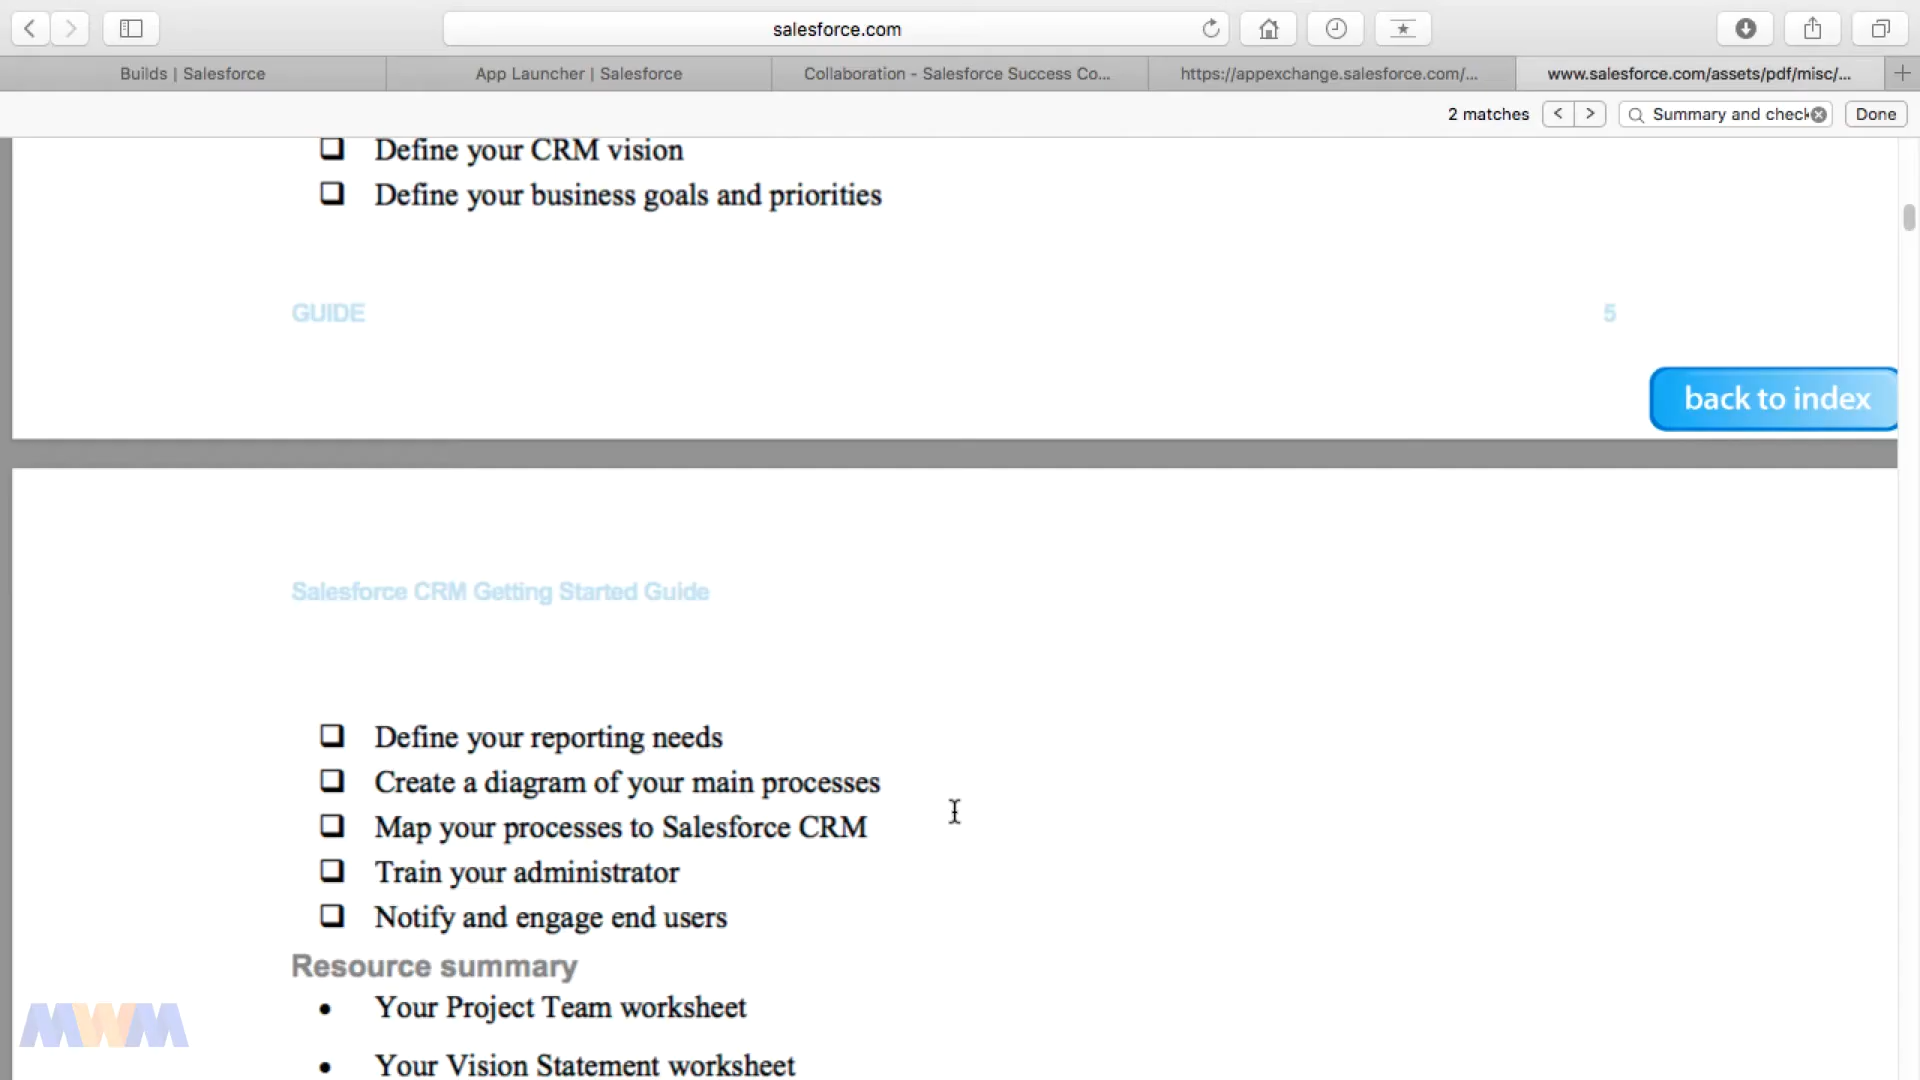 salesforce.com
Builds | Salesforce
App Launcher | Salesforce
Collaboration - Salesforce Success Co...
https://appexchange.salesforce.com/...
www.salesforce.com/assets/pdf/misc/...
2 matches
Summary and check
Done
Define your CRM vision
Define your business goals and priorities
GUIDE
5
back to index
Salesforce CRM Getting Started Guide
Define your reporting needs
Create a diagram of your main processes
Map your processes to Salesforce CRM
Train your administrator
Notify and engage end users
Resource summary
• Your Project Team worksheet
• Your Vision Statement worksheet
MWM